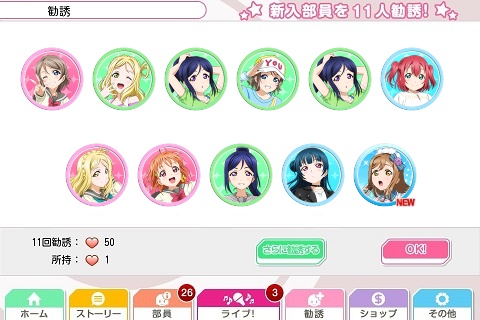 勧誘
新入部員を11人勧誘!
YOU
NEW
11回勧誘： 50
所持： 1
さらに勧誘する
OK!
26
3
ホーム
ストーリー
部員
ライブ!
勧誘
ショップ
その他